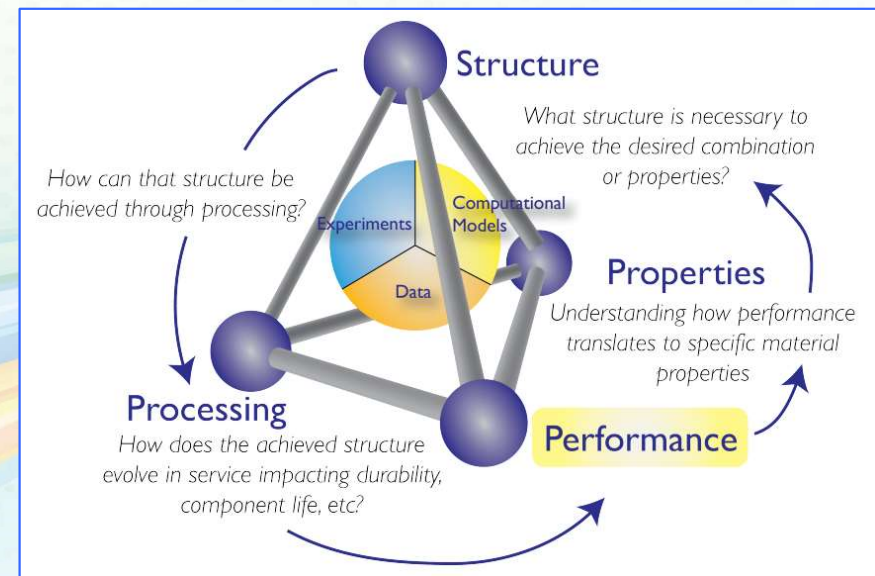 Structure
What structure is necessary to
achieve the desired combination
or properties?
How can that structure be
achieved through processing?
Experiments
Computational
Models
Data
Properties
Understanding how performance
translates to specific material
properties
Processing
How does the achieved structure
evolve in service impacting durability,
component life, etc?
Performance